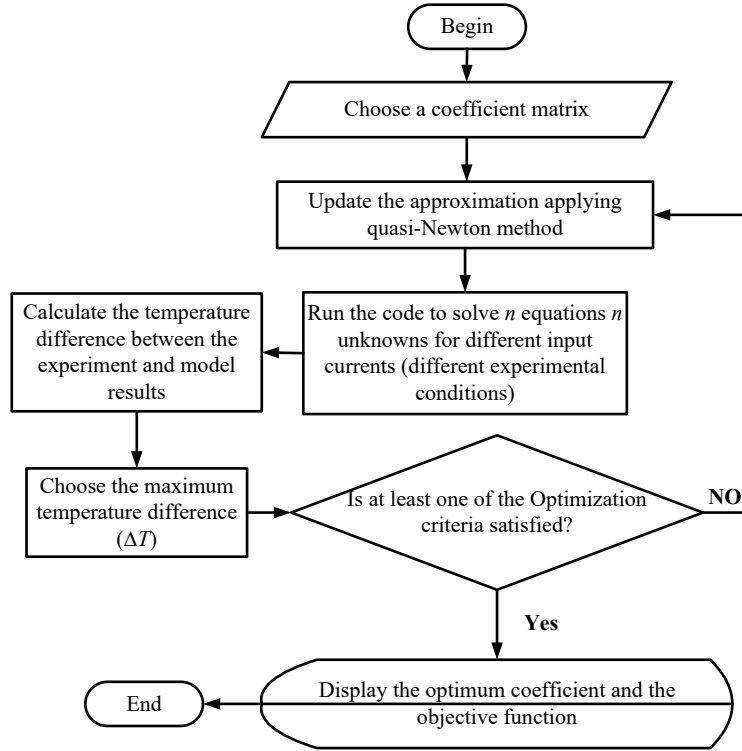 Begin
Choose a coefficient matrix
Update the approximation applying
quasi-Newton method
Run the code to solve n equations n
unknowns for different input
currents (different experimental
conditions)
Calculate the temperature
difference between the
experiment and model
results
Choose the maximum
temperature difference
(ΔT)
Is at least one of the Optimization
criteria satisfied?
NO
Yes
Display the optimum coefficient and the
objective function
End